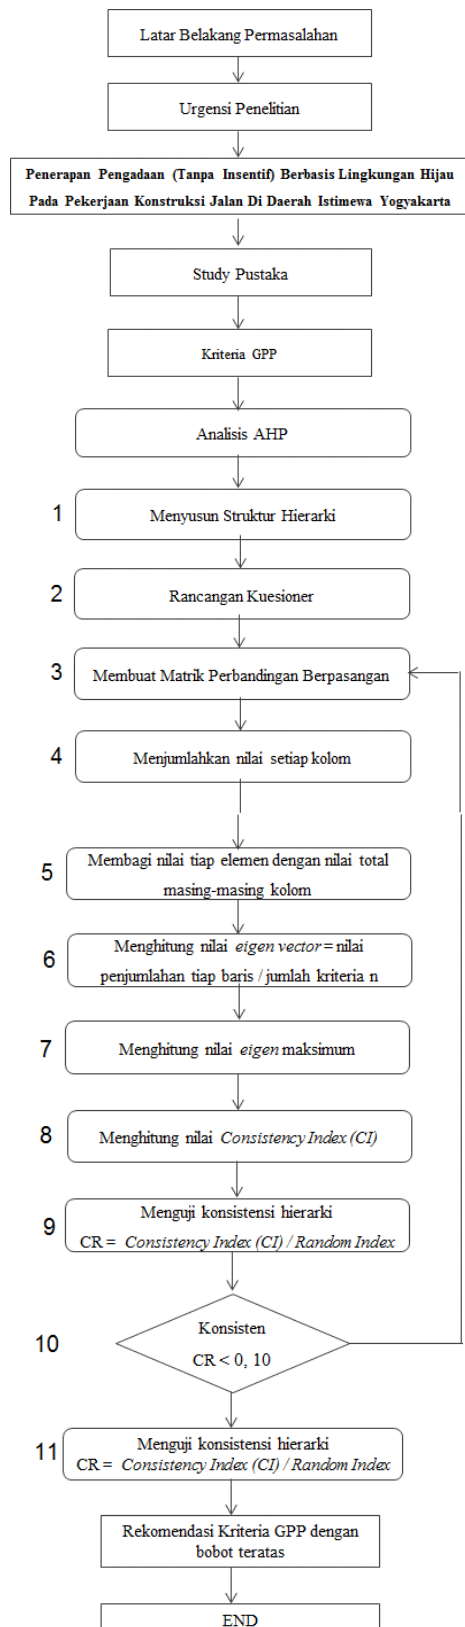 Latar Belakang Permasalahan
Urgensi Penelitian
Penerapan Pengadaan (Tanpa Insentif) Berbasis Lingkungan Hijau
Pada Pekerjaan Konstruksi Jalan Di Daerah Istimewa Yogyakarta
Study Pustaka
Kriteria GPP
Analisis AHP
1 Menyusun Struktur Hierarki
2 Rancangan Kuesioner
3 Membuat Matrik Perbandingan Berpasangan
4 Menjumlahkan nilai setiap kolom
5 Membagi nilai tiap elemen dengan nilai total
masing-masing kolom
6 Menghitung nilai eigen vector = nilai
penjumlahan tiap baris / jumlah kriteria n
7 Menghitung nilai eigen maksimum
8 Menghitung nilai Consistency Index (CI)
9 Menguji konsistensi hierarki
CR = Consistency Index (CI) / Random Index
10 Konsisten
CR < 0, 10
11 Menguji konsistensi hierarki
CR = Consistency Index (CI) / Random Index
Rekomendasi Kriteria GPP dengan
bobot teratas
END